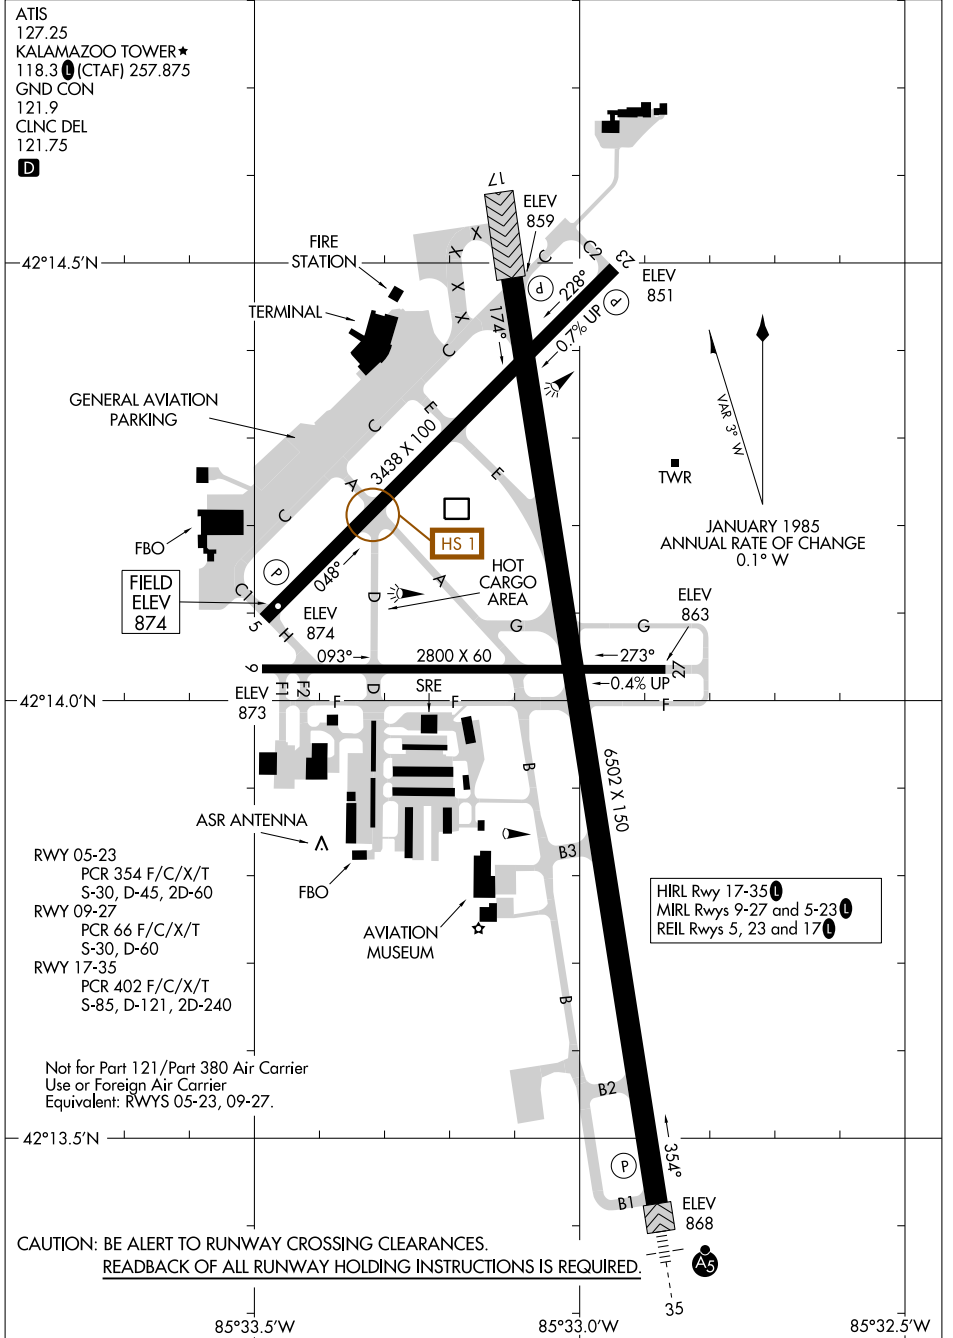 ATIS
127.25
KALAMAZOO TOWER★
118.3 L (CTAF) 257.875
GND CON
121.9
CLNC DEL
121.75
D
17
ELEV
859
FIRE
STATION
X
X
X
X
X
C
C2
23
42°14.5'N
ELEV
851
P
P
228°
0.7% UP
174°
TERMINAL
C
GENERAL AVIATION
PARKING
C
E
3438 X 100
A
E
C
VAR 3° W
TWR
JANUARY 1985
ANNUAL RATE OF CHANGE
0.1° W
FBO
HS 1
P
048°
HOT
CARGO
AREA
A
C1
FIELD
ELEV
874
D
ELEV
874
5
H
G
G
ELEV
863
9
093°
2800 X 60
273°
27
0.4% UP
42°14.0'N
ELEV
873
F1
F2
F
D
SRE
F
F
B
6502 X 150
ASR ANTENNA
FBO
AVIATION
MUSEUM
B3
RWY 05-23
PCR 354 F/C/X/T
S-30, D-45, 2D-60
RWY 09-27
PCR 66 F/C/X/T
S-30, D-60
RWY 17-35
PCR 402 F/C/X/T
S-85, D-121, 2D-240
HIRL Rwy 17-35 L
MIRL Rwys 9-27 and 5-23 L
REIL Rwys 5, 23 and 17 L
B
Not for Part 121/Part 380 Air Carrier
Use or Foreign Air Carrier
Equivalent: RWYS 05-23, 09-27.
B2
42°13.5'N
P
354°
B1
ELEV
868
CAUTION: BE ALERT TO RUNWAY CROSSING CLEARANCES.
READBACK OF ALL RUNWAY HOLDING INSTRUCTIONS IS REQUIRED.
A5
35
85°33.5'W
85°33.0'W
85°32.5'W